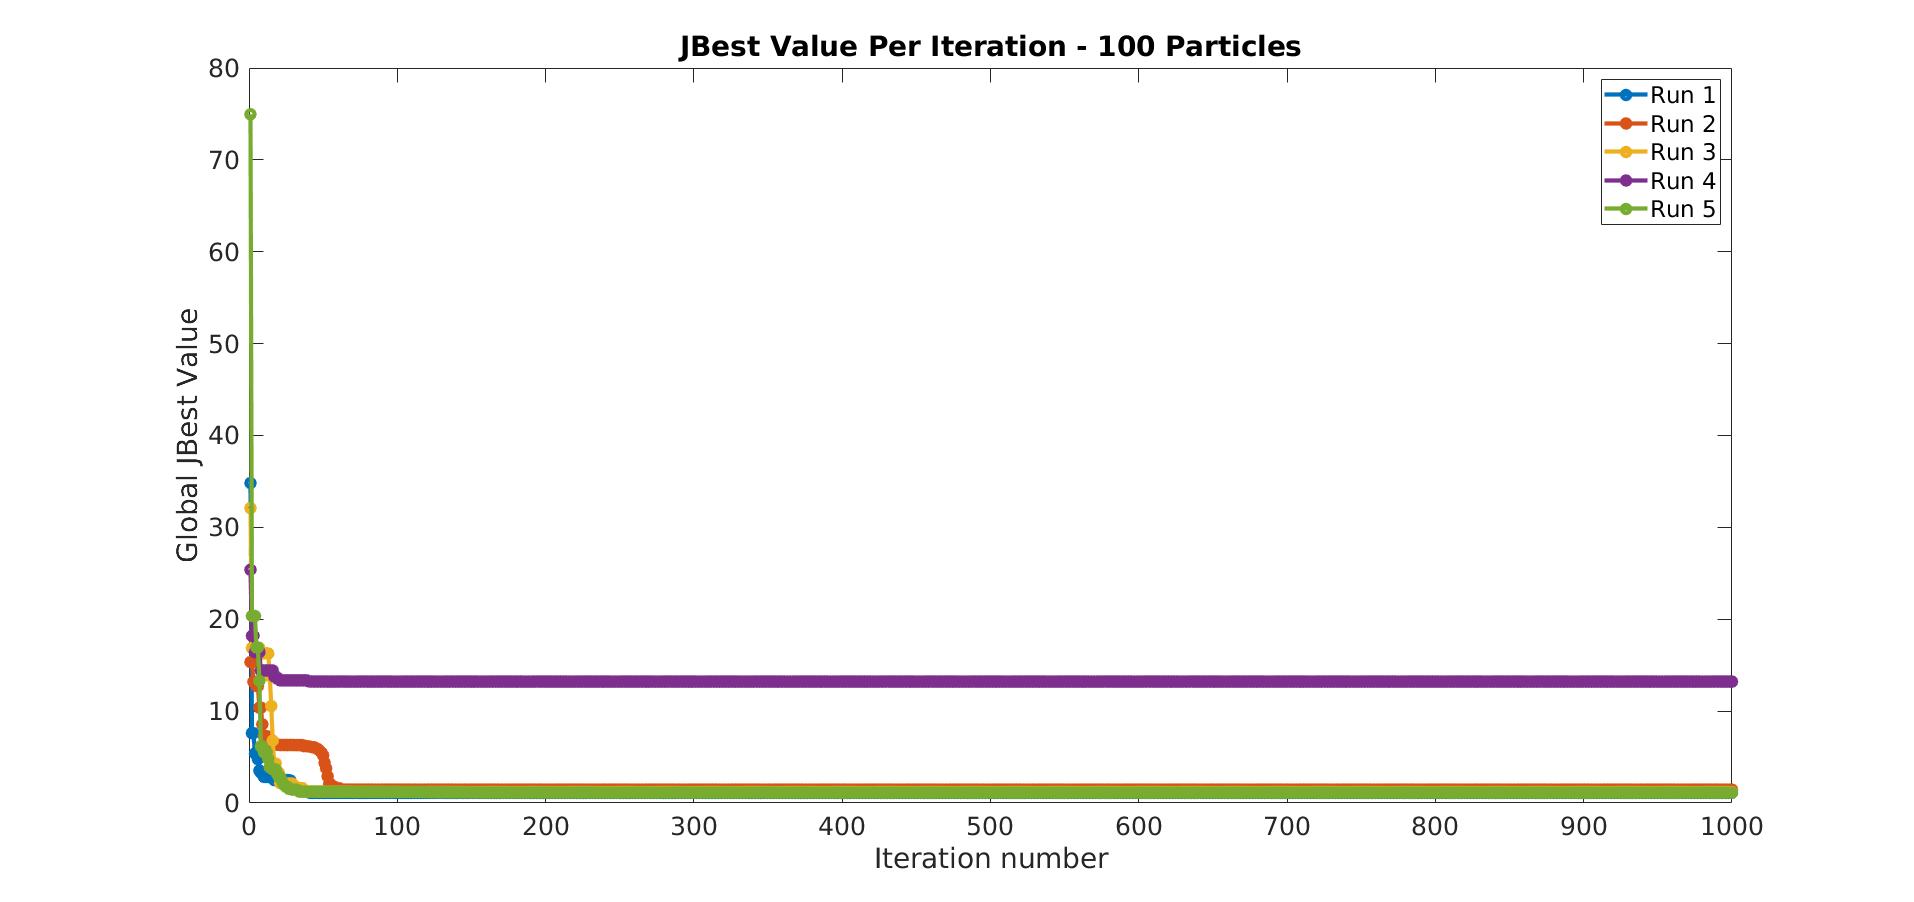 JBest Value Per Iteration - 100 Particles
80
70
60
50
40
30
20
10
0
Global JBest Value
Run 1
Run 2
Run 3
Run 4
Run 5
0 100 200 300 400 500 600 700 800 900 1000
Iteration number